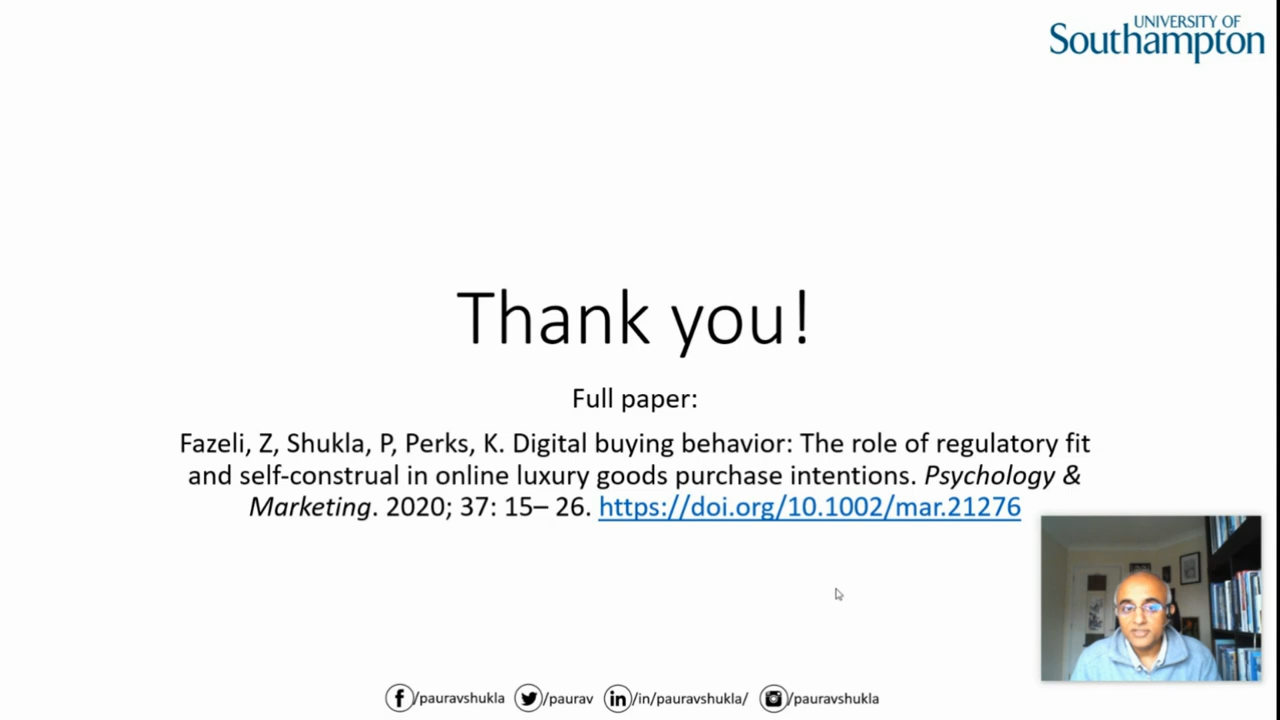 UNIVERSITY OF
Southampton
Thank you!
Full paper:
Fazeli, Z, Shukla, P, Perks, K. Digital buying behavior: The role of regulatory fit
and self-construal in online luxury goods purchase intentions. Psychology &
Marketing. 2020; 37: 15– 26. https://doi.org/10.1002/mar.21276
/pauravshukla /paurav /in/pauravshukla/ /pauravshukla